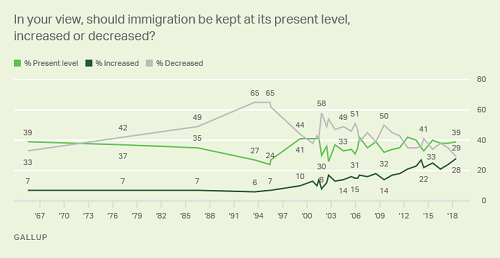 In your view, should immigration be kept at its present level,
increased or decreased?
% Present level % Increased % Decreased
80
60
40
20
0
65 65
58
49 49 51 50
44
42 41
39 39
41
37 35 33
33 33
27 24
30 31 32
29
28
7 7 7 6 7 10 8 14 15 14 22
'67 '70 '73 '76 '79 '82 '85 '88 '91 '94 '97 '00 '03 '06 '09 '12 '15 '18
GALLUP